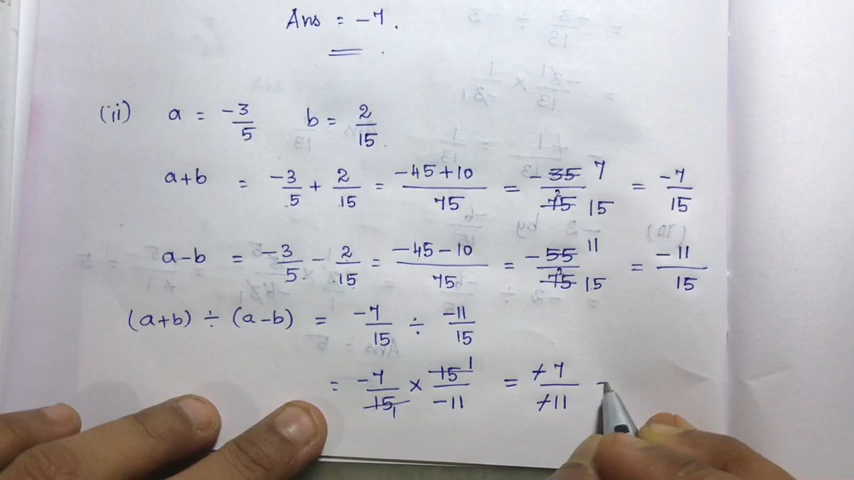 Ans = -7.
(ii) a = -3/5 b = 2/15
a+b = -3/5 + 2/15 = -45+10/75 = -35/75 7/15 = -7/15
a-b = -3/5 - 2/15 = -45-10/75 = -55/75 11/15 = -11/15
(a+b) ÷ (a-b) = -7/15 ÷ -11/15
= -7/15 1 × 15 1/-11 = -7/-11